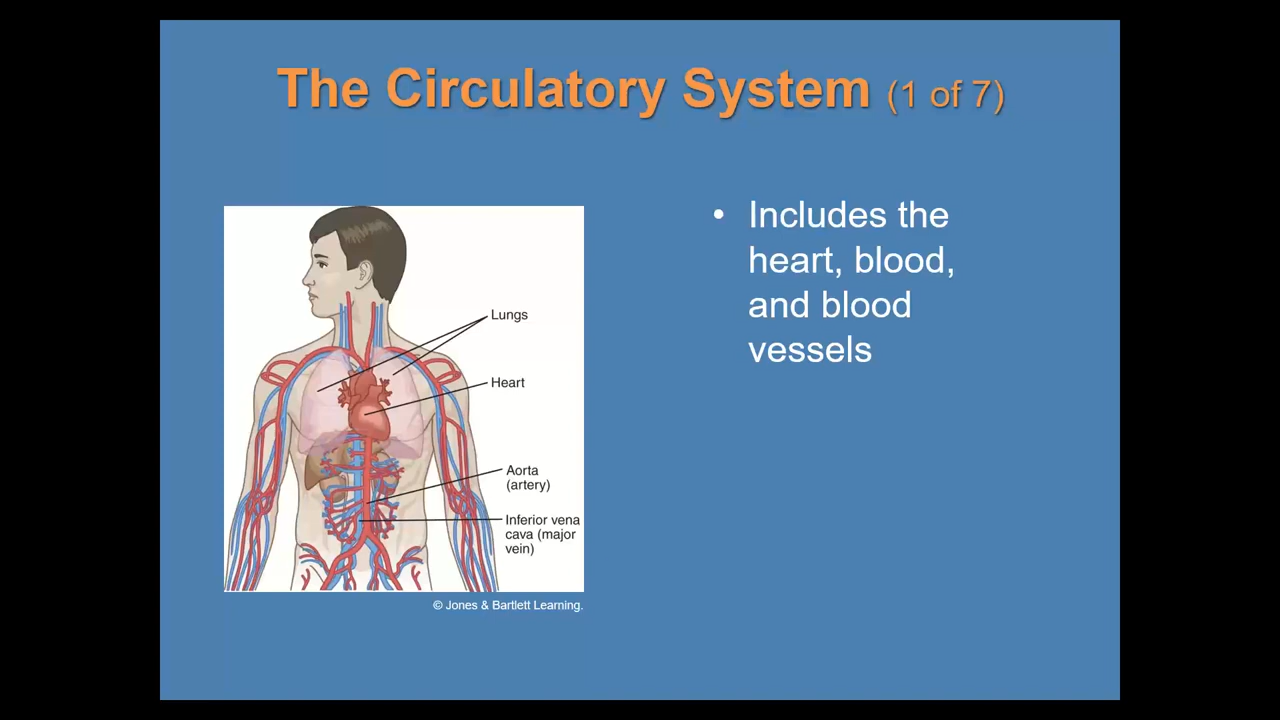 The Circulatory System (1 of 7)
Lungs
Heart
Aorta
(artery)
Inferior vena
cava (major
vein)
© Jones & Bartlett Learning.
• Includes the
heart, blood,
and blood
vessels